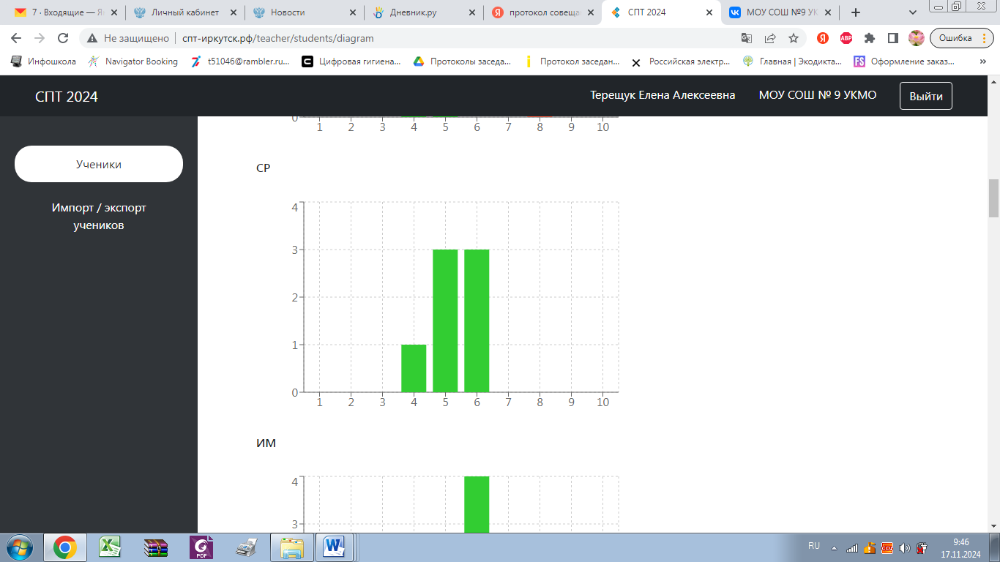 7 · Входящие — Ян
Личный кабинет
Новости
Дневник.ру
протокол совеща
СПТ 2024
МОУ СОШ №9 УК
Не защищено
спт-иркутск.рф/teacher/students/diagram
Ошибка
Инфошкола
Navigator Booking
t51046@rambler.ru...
Цифровая гигиена...
Протоколы заседа...
Протокол заседан...
Российская электр...
Главная | Экодикта...
Оформление заказ...
»
СПТ 2024
Терещук Елена Алексеевна
МОУ СОШ № 9 УКМО
Выйти
Ученики
Импорт / экспорт
учеников
0
1 2 3 4 5 6 7 8 9 10
СР
4
3
2
1
0
1 2 3 4 5 6 7 8 9 10
ИМ
4
3
RU
9:46
17.11.2024